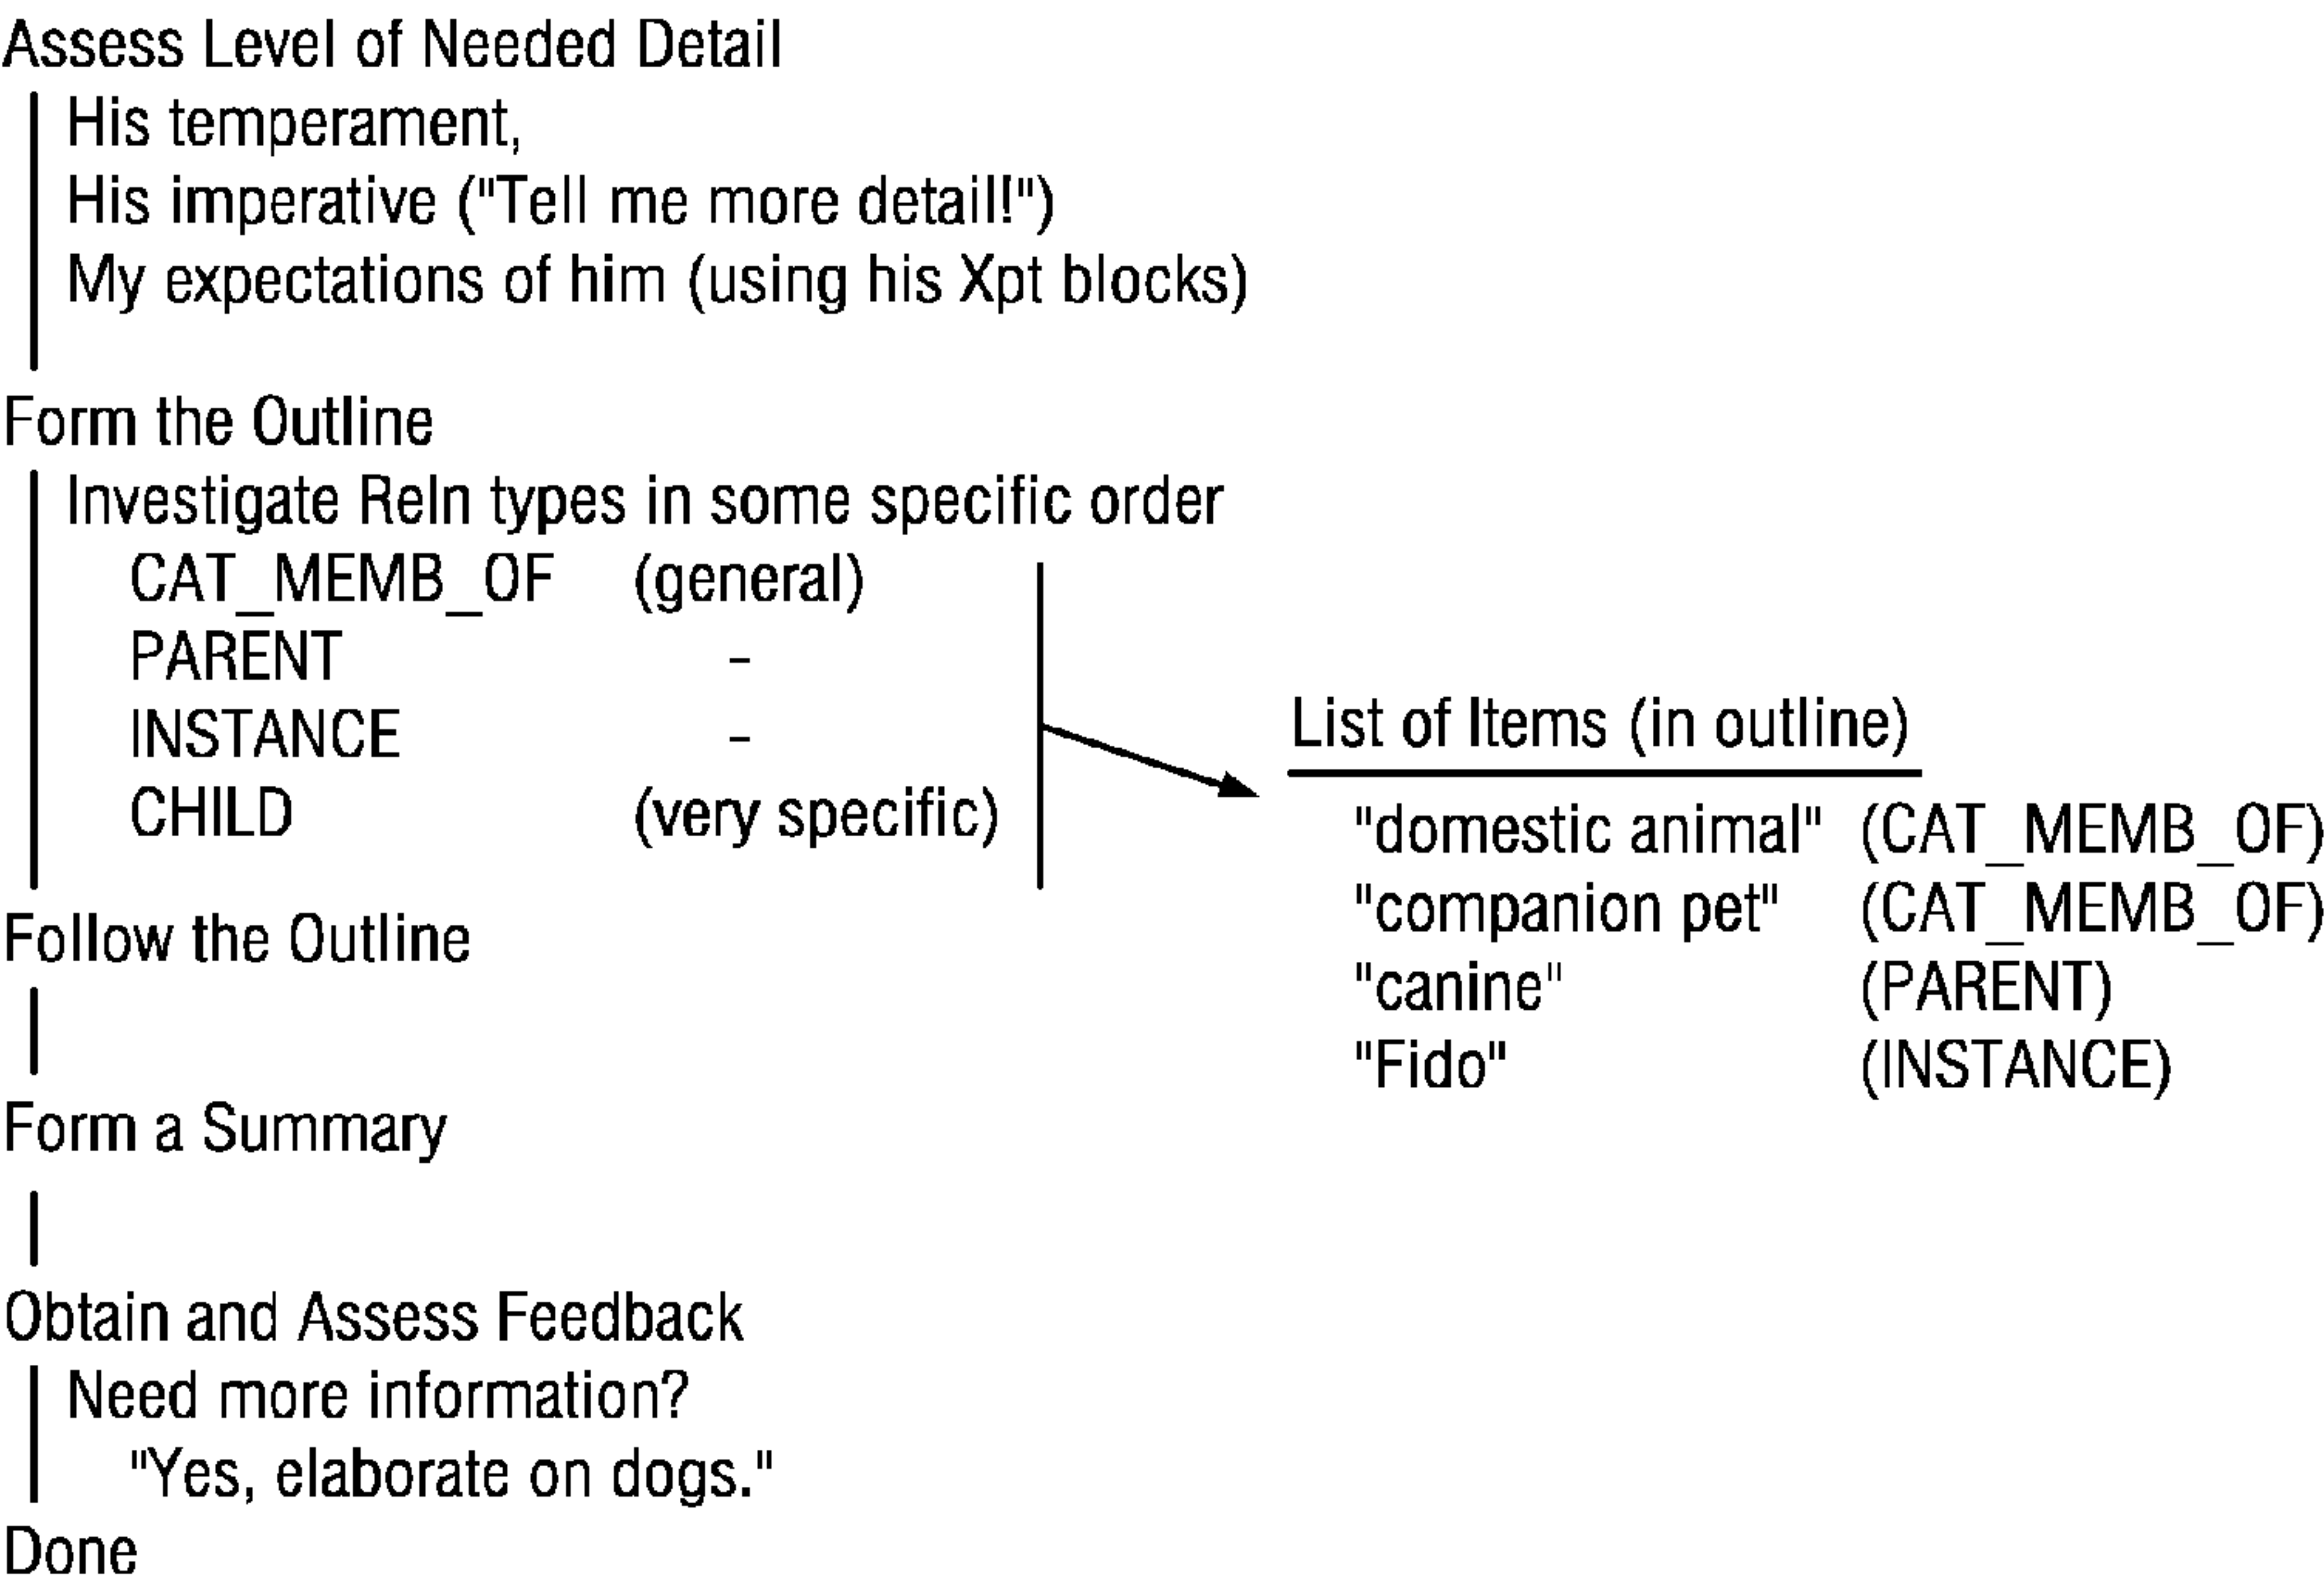 Assess Level of Needed Detail
His temperament,
His imperative ("Tell me more detail!")
My expectations of him (using his Xpt blocks)
Form the Outline
Investigate Reln types in some specific order
CAT_MEMB_OF (general)
PARENT -
INSTANCE -
CHILD (very specific)
List of Items (in outline)
"domestic animal" (CAT_MEMB_OF)
"companion pet" (CAT_MEMB_OF)
"canine" (PARENT)
"Fido" (INSTANCE)
Follow the Outline
Form a Summary
Obtain and Assess Feedback
Need more information?
"Yes, elaborate on dogs."
Done